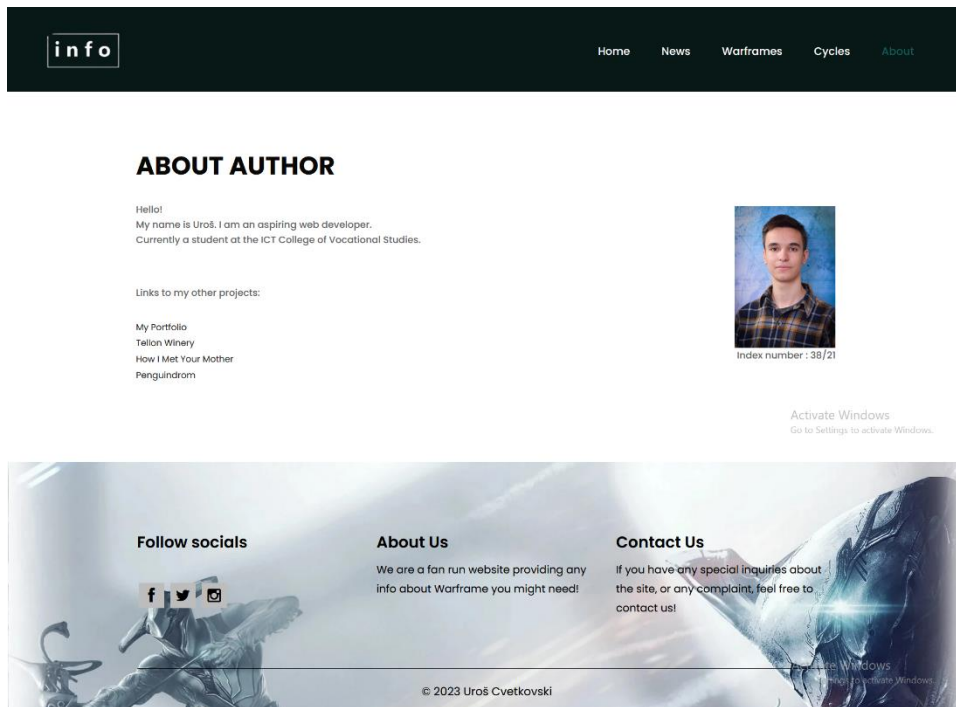 info
Home News Warframes Cycles About
ABOUT AUTHOR
Hello!
My name is Uroš. I am an aspiring web developer.
Currently a student at the ICT College of Vocational Studies.
Links to my other projects:
My Portfolio
Tellon Winery
How I Met Your Mother
Penguindrom
Index number : 38/21
Activate Windows
Go to Settings to activate Windows.
Follow socials
About Us
We are a fan run website providing any
info about Warframe you might need!
Contact Us
If you have any special inquiries about
the site, or any complaint, feel free to
contact us!
Windows
to activate Windows.
© 2023 Uroš Cvetkovski